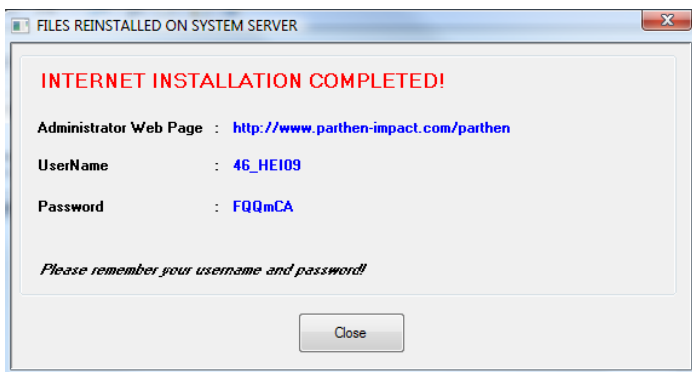 FILES REINSTALLED ON SYSTEM SERVER
INTERNET INSTALLATION COMPLETED!
Administrator Web Page : http://www.parthen-impact.com/parthen
UserName : 46_HEI09
Password : FQQmCA
Please remember your username and password!
Close